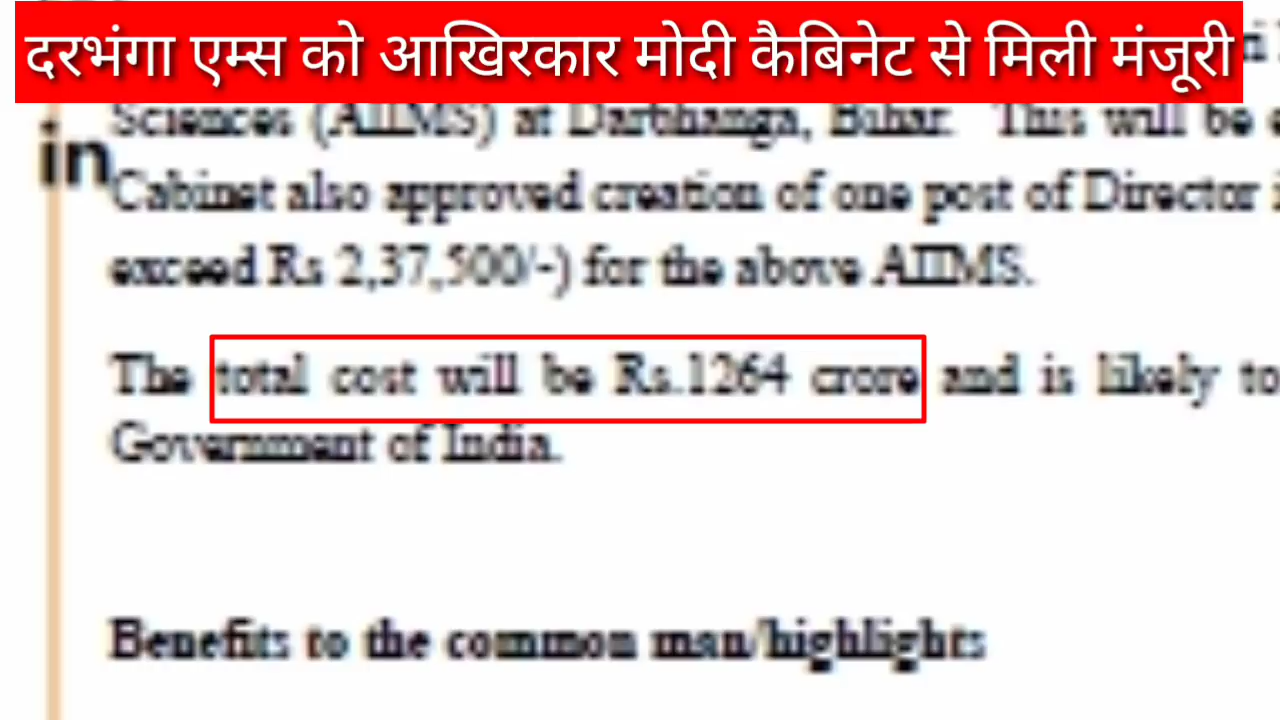 दरभंगा एम्स को आखिरकार मोदी कैबिनेट से मिली मंजूरी
Sciences (AIIMS) at Darbhanga, Bihar. This will be
in
Cabinet also approved creation of one post of Director
exceed Rs 2,37,500/-) for the above AIIMS.
The total cost will be Rs.1264 crore and is likely to
Government of India.
Benefits to the common man/highlights